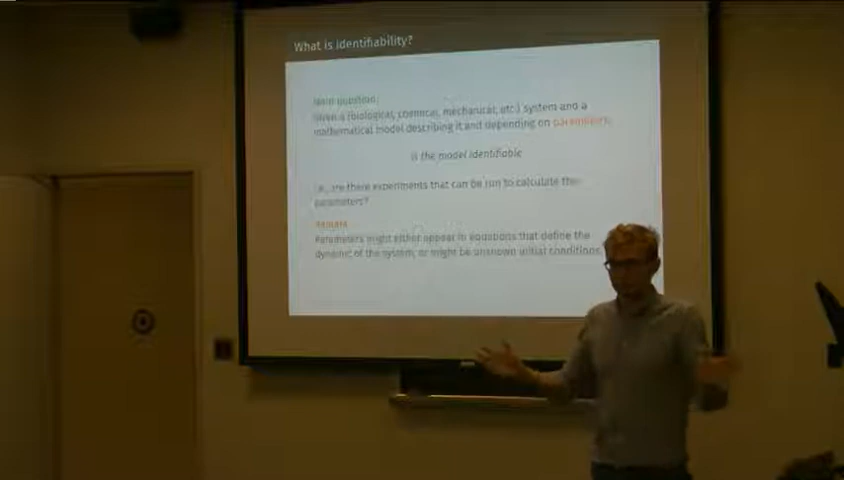 What is identifiability?
Main question:
Given a (biological, chemical, mechanical, etc.) system and a
mathematical model describing it and depending on parameters,
is the model identifiable
i.e., are there experiments that can be run to calculate the
parameters?
Remark
Parameters might either appear in equations that define the
dynamic of the system, or might be unknown initial conditions.